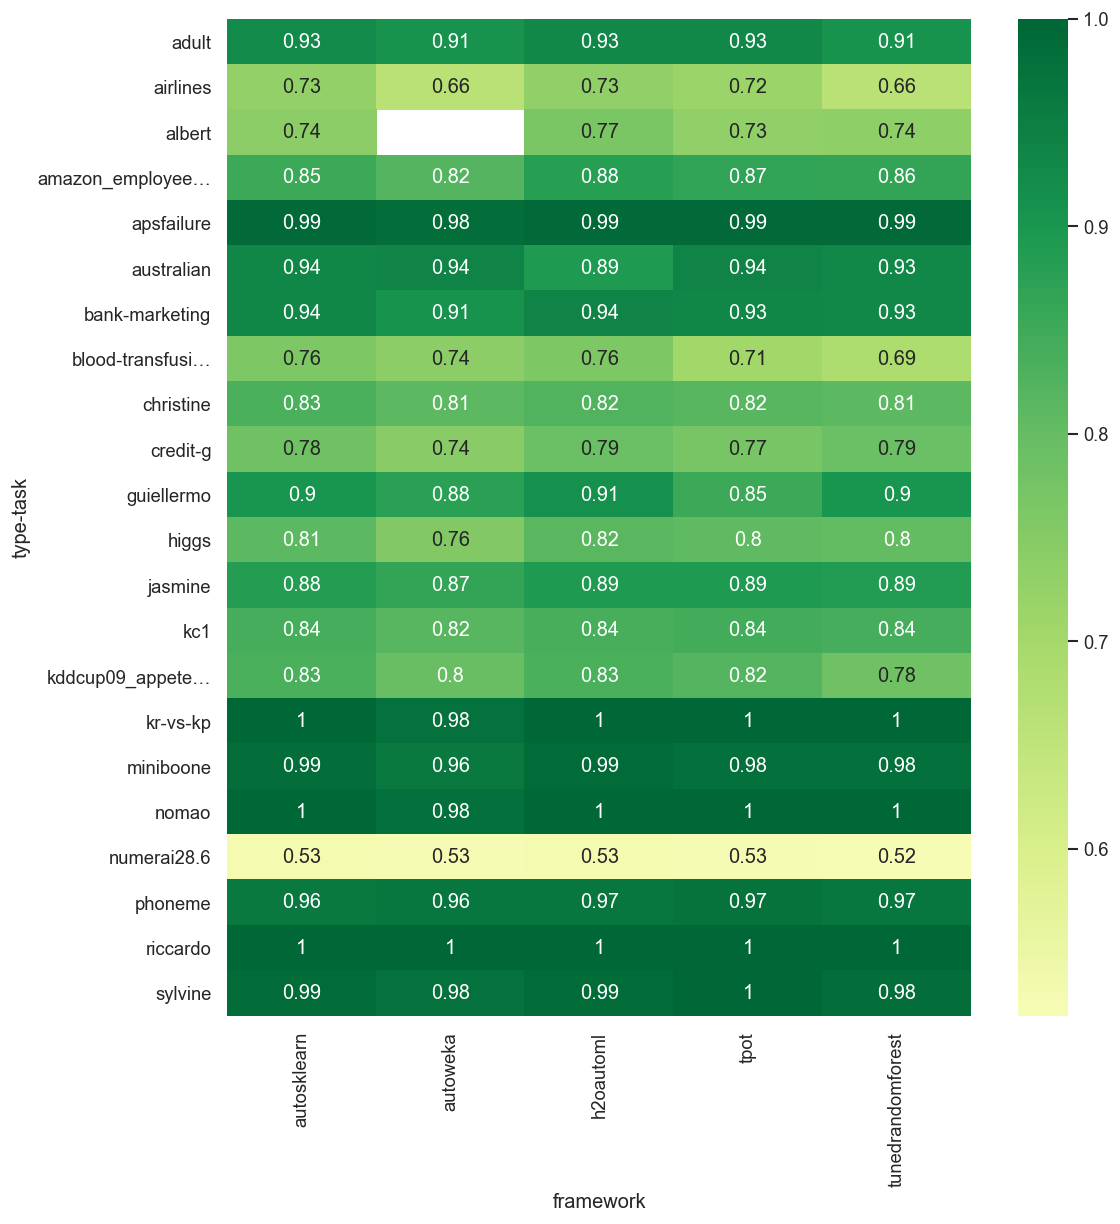 adult 0.93 0.91 0.93 0.93 0.91 1.0
airlines 0.73 0.66 0.73 0.72 0.66
albert 0.74 0.77 0.73 0.74
amazon_employee… 0.85 0.82 0.88 0.87 0.86
apsfailure 0.99 0.98 0.99 0.99 0.99 0.9
australian 0.94 0.94 0.89 0.94 0.93
bank-marketing 0.94 0.91 0.94 0.93 0.93
blood-transfusi… 0.76 0.74 0.76 0.71 0.69
christine 0.83 0.81 0.82 0.82 0.81
credit-g 0.78 0.74 0.79 0.77 0.79 0.8
guiellermo 0.9 0.88 0.91 0.85 0.9
type-task
higgs 0.81 0.76 0.82 0.8 0.8
jasmine 0.88 0.87 0.89 0.89 0.89
kc1 0.84 0.82 0.84 0.84 0.84 0.7
kddcup09_appete… 0.83 0.8 0.83 0.82 0.78
kr-vs-kp 1 0.98 1 1 1
miniboone 0.99 0.96 0.99 0.98 0.98
nomao 1 0.98 1 1 1
numerai28.6 0.53 0.53 0.53 0.53 0.52 0.6
phoneme 0.96 0.96 0.97 0.97 0.97
riccardo 1 1 1 1 1
sylvine 0.99 0.98 0.99 1 0.98
autosklearn autoweka h2oautoml tpot tunedrandomforest
framework